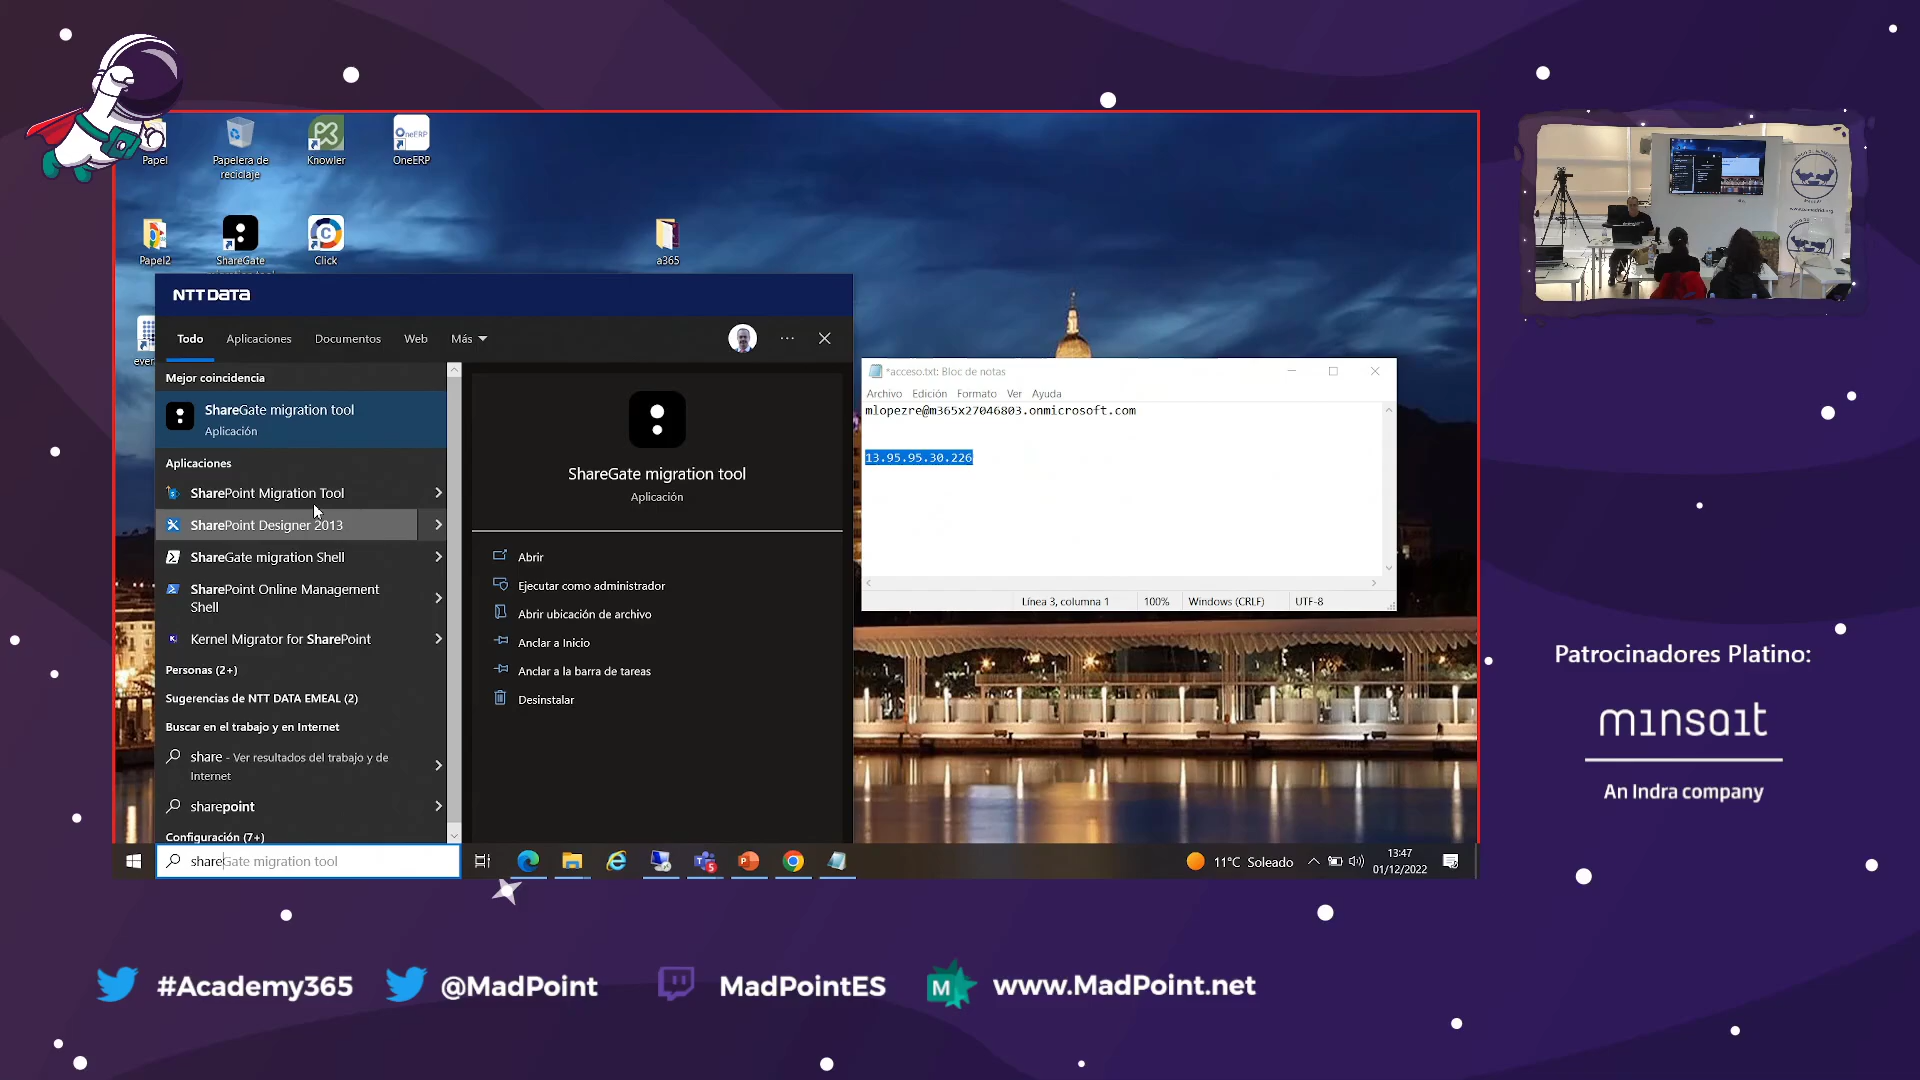 Papel
Papelera de
reciclaje
Knowler
OneERP
OneERP
Papel2
ShareGate
Click
a365
NTT DATA
Todo
Aplicaciones
Documentos
Web
Más
Mejor coincidencia
ShareGate migration tool
Aplicación
Aplicaciones
SharePoint Migration Tool
SharePoint Designer 2013
ShareGate migration Shell
SharePoint Online Management
Shell
Kernel Migrator for SharePoint
Personas (2+)
Sugerencias de NTT DATA EMEAL (2)
Buscar en el trabajo y en Internet
share - Ver resultados del trabajo y de
Internet
sharepoint
Configuración (7+)
shareGate migration tool
ShareGate migration tool
Aplicación
Abrir
Ejecutar como administrador
Abrir ubicación de archivo
Anclar a Inicio
Anclar a la barra de tareas
Desinstalar
*acceso.txt: Bloc de notas
Archivo Edición Formato Ver Ayuda
mlopezre@m365x27046803.onmicrosoft.com
13.95.95.30.226
Línea 3, columna 1
100%
Windows (CRLF)
UTF-8
5
11°C Soleado
13:47
01/12/2022
Patrocinadores Platino:
minsait
An Indra company
#Academy365
@MadPoint
MadPointES
M
www.MadPoint.net